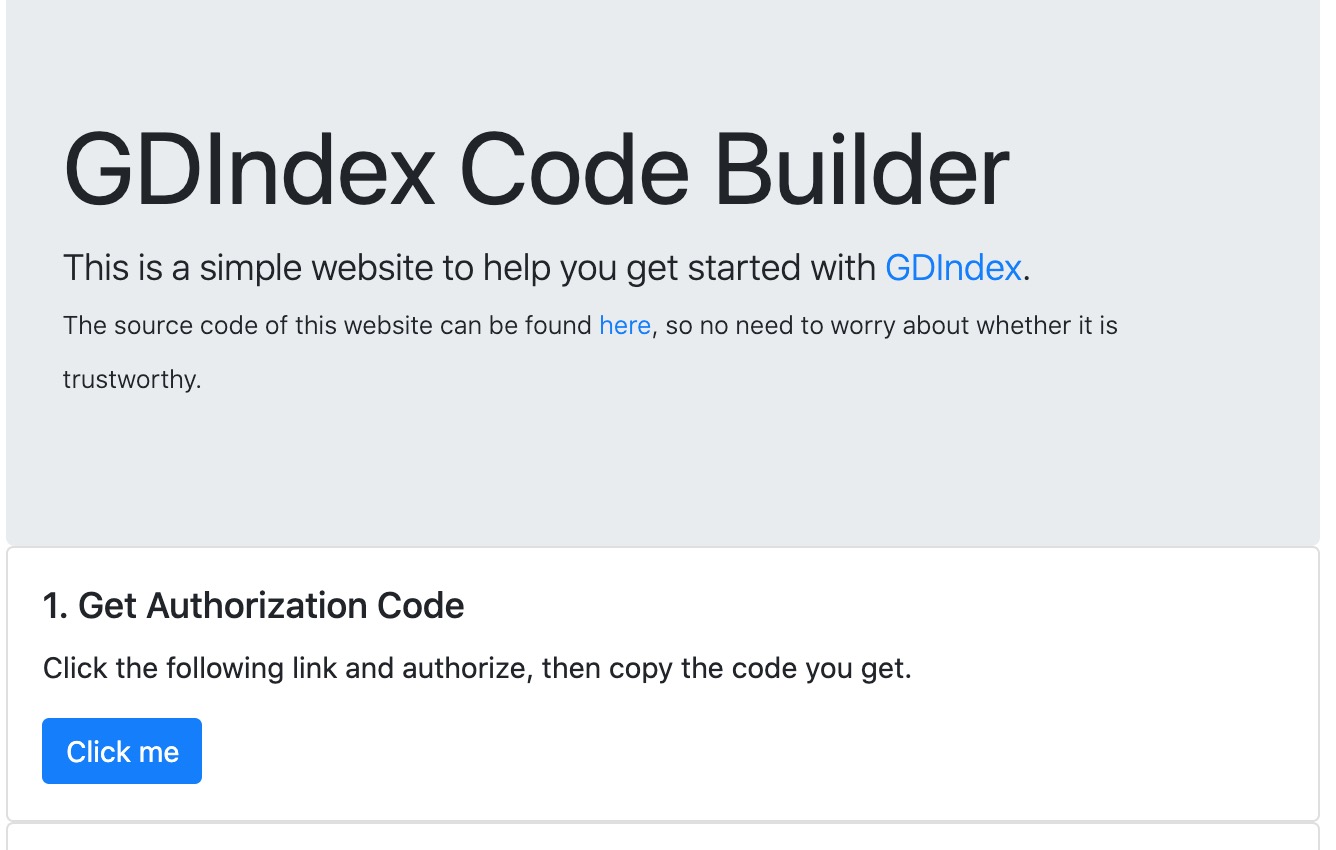 GDIndex Code Builder
This is a simple website to help you get started with GDIndex.
The source code of this website can be found here, so no need to worry about whether it is
trustworthy.
1. Get Authorization Code
Click the following link and authorize, then copy the code you get.
Click me